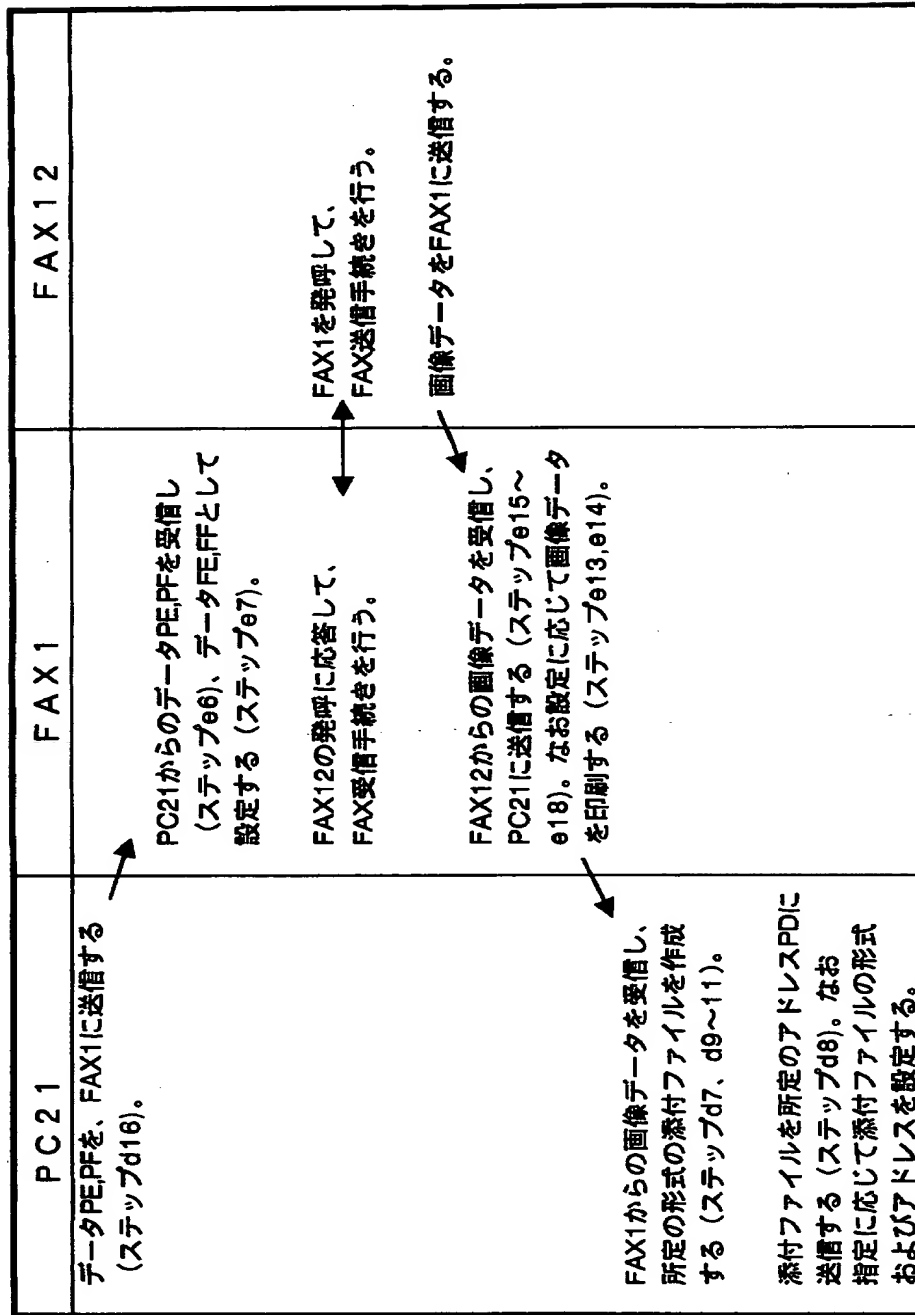 PC21
データPE,PFを、FAX1に送信する
(ステップd16)。
FAX1からの画像データを受信し、
所定の形式の添付ファイルを作成
する (ステップd7、d9～11)。
添付ファイルを所定のアドレスPDに
送信する (ステップd8)。なお
指定に応じて添付ファイルの形式
およびアドレスを設定する。
FAX1
PC21からのデータPE,PFを受信し
(ステップe6)、データFE,FFとして
設定する (ステップe7)。
FAX12の発呼に応答して、
FAX受信手続きを行う。
FAX12からの画像データを受信し、
PC21に送信する (ステップe15～
e18)。なお設定に応じて画像データ
を印刷する (ステップe13,e14)。
FAX12
FAX1を発呼して、
FAX送信手続きを行う。
画像データをFAX1に送信する。